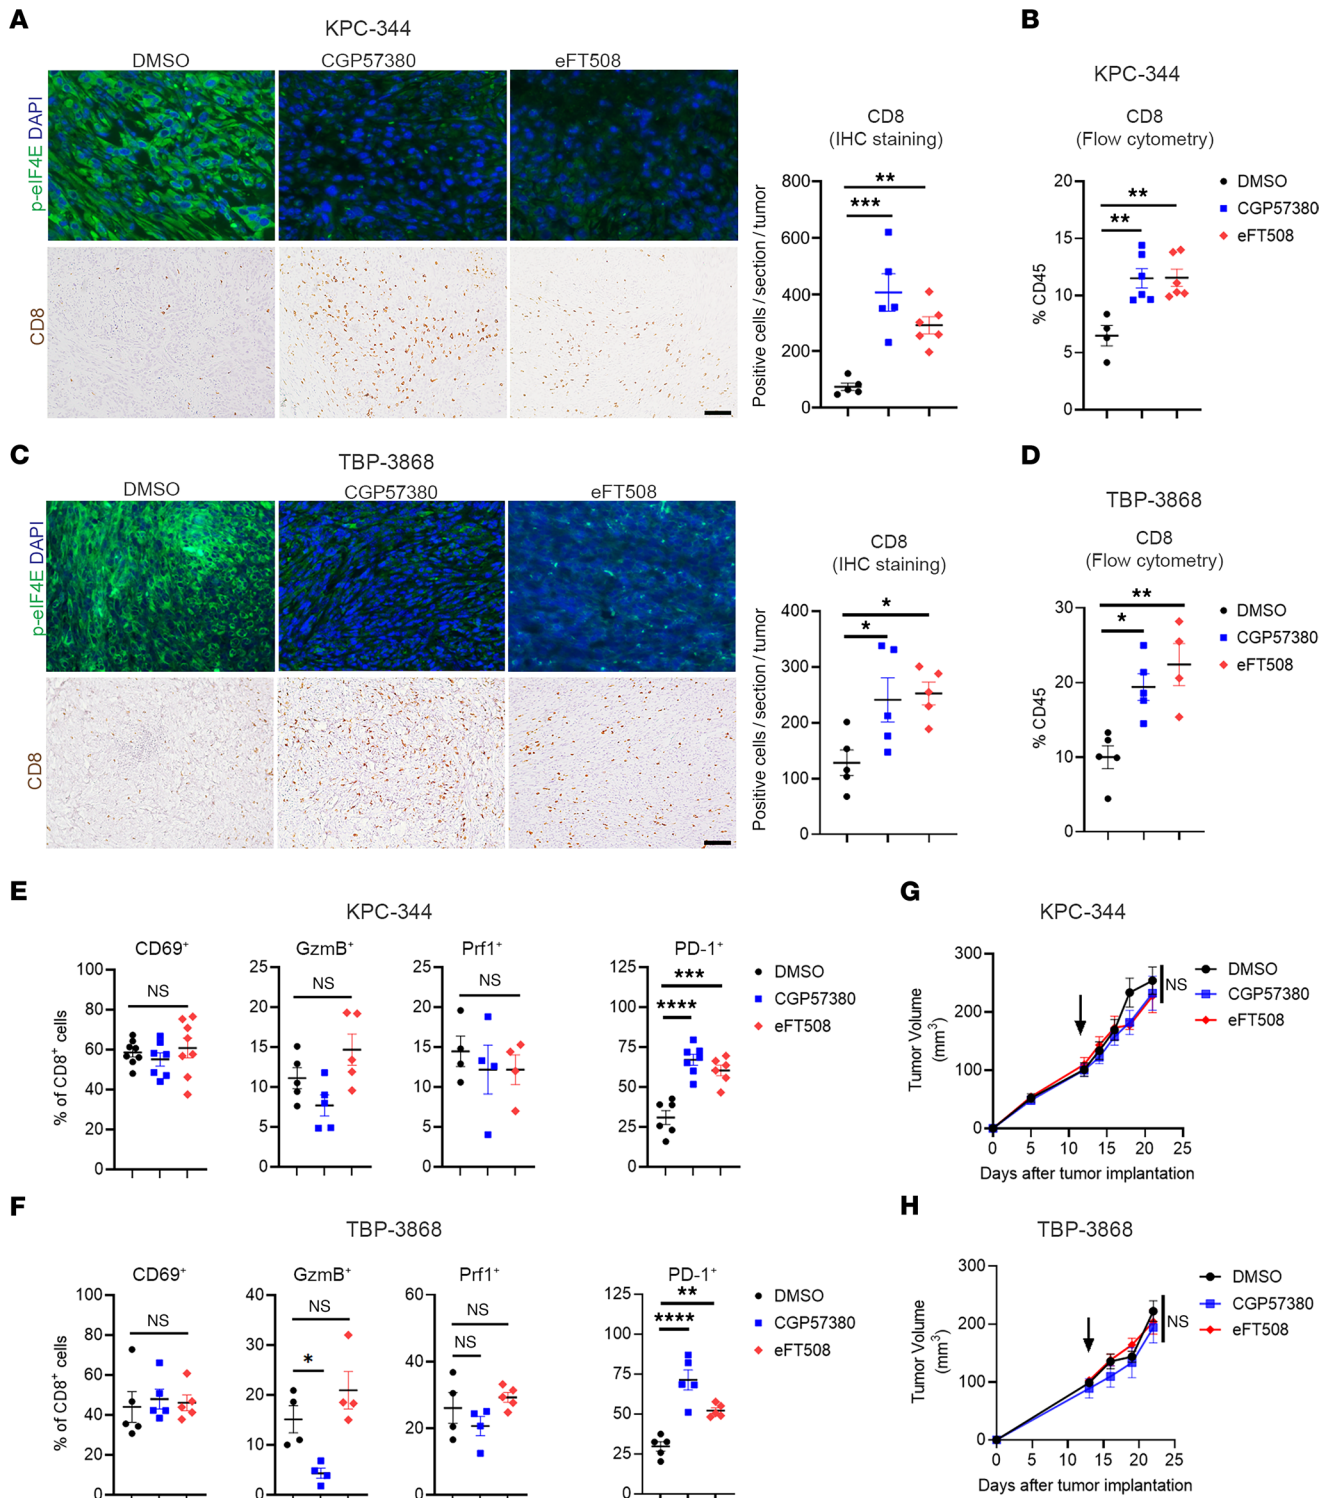 A
KPC-344
DMSO
CGP57380
eFT508
p-eIF4E DAPI
CD8
CD8
(IHC staining)
Positive cells / section / tumor
800
600
400
200
0
**
***
B
KPC-344
CD8
(Flow cytometry)
% CD45
20
15
10
5
0
**
**
DMSO
CGP57380
eFT508
C
TBP-3868
DMSO
CGP57380
eFT508
p-eIF4E DAPI
CD8
CD8
(IHC staining)
Positive cells / section / tumor
400
300
200
100
0
*
*
D
TBP-3868
CD8
(Flow cytometry)
% CD45
30
20
10
0
**
*
DMSO
CGP57380
eFT508
E
KPC-344
% of CD8⁺ cells
CD69⁺
100
80
60
40
20
0
NS
GzmB⁺
25
20
15
10
5
0
NS
Prf1⁺
25
20
15
10
5
0
NS
PD-1⁺
125
100
75
50
25
0
***
****
DMSO
CGP57380
eFT508
F
TBP-3868
% of CD8⁺ cells
CD69⁺
100
80
60
40
20
0
NS
GzmB⁺
40
30
20
10
0
NS
*
Prf1⁺
60
40
20
0
NS
NS
PD-1⁺
125
100
75
50
25
0
**
****
DMSO
CGP57380
eFT508
G
KPC-344
Tumor Volume
(mm³)
300
200
100
0
0 5 10 15 20 25
Days after tumor implantation
NS
DMSO
CGP57380
eFT508
H
TBP-3868
Tumor Volume
(mm³)
300
200
100
0
0 5 10 15 20 25
Days after tumor implantation
NS
DMSO
CGP57380
eFT508